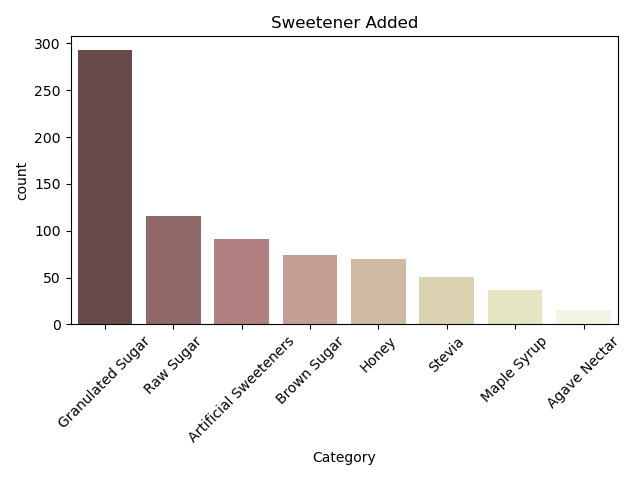 Sweetener Added
300
250
200
150
100
50
0
count
Granulated Sugar
Raw Sugar
Artificial Sweeteners
Brown Sugar
Honey
Stevia
Maple Syrup
Agave Nectar
Category